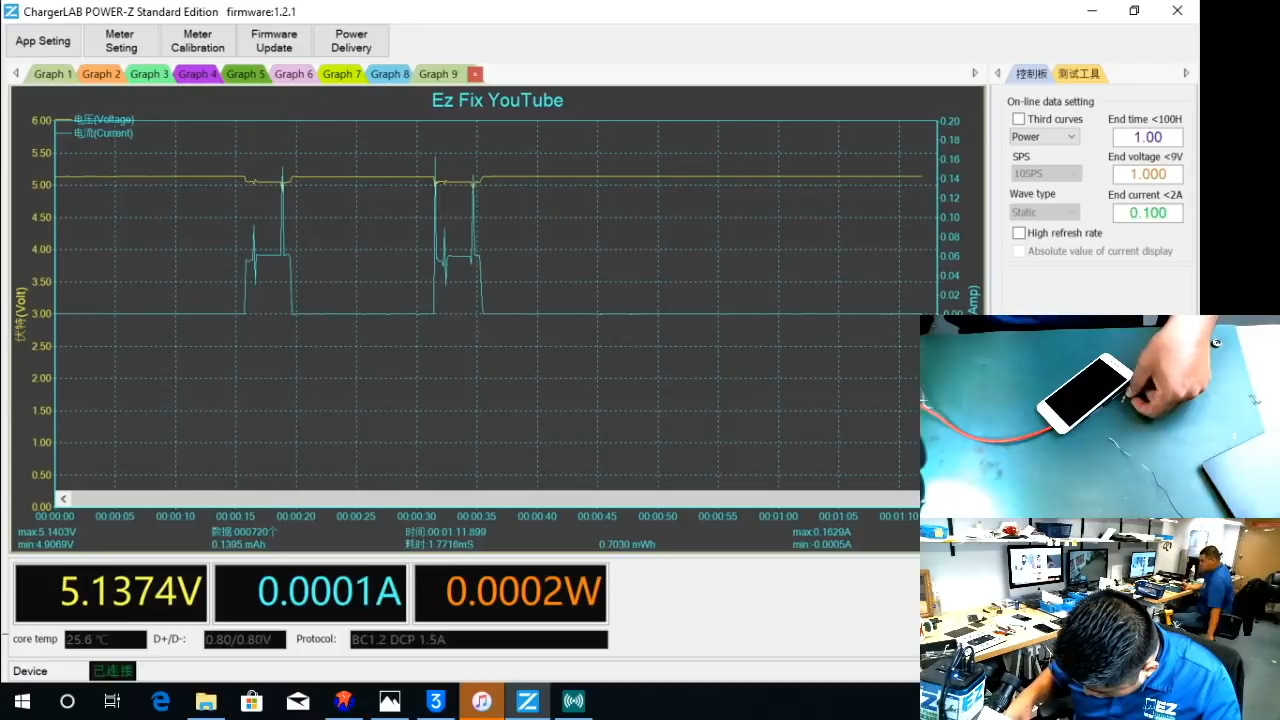 ChargerLAB POWER-Z Standard Edition firmware:1.2.1
App Seting
Meter Seting
Meter Calibration
Firmware Update
Power Delivery
Graph 1
Graph 2
Graph 3
Graph 4
Graph 5
Graph 6
Graph 7
Graph 8
Graph 9
控制板
测试工具
Ez Fix YouTube
电压(Voltage)
电流(Current)
6.00
5.50
5.00
4.50
4.00
3.50
3.00
2.50
2.00
1.50
1.00
0.50
0.00
伏特(Volt)
0.20
0.18
0.16
0.14
0.12
0.10
0.08
0.06
0.04
0.02
0.00
Amp)
00:00:00
00:00:05
00:00:10
00:00:15
00:00:20
00:00:25
00:00:30
00:00:35
00:00:40
00:00:45
00:00:50
00:00:55
00:01:00
00:01:05
00:01:10
max:5.1403V
数据:000720个
时间:00:01:11.899
max:0.1629A
min:4.9069V
0.1395 mAh
耗时:1.7716mS
0.7030 mWh
min:-0.0005A
On-line data setting
Third curves
End time <100H
Power
1.00
SPS
End voltage <9V
10SPS
1.000
Wave type
End current <2A
Static
0.100
High refresh rate
Absolute value of current display
5.1374V
0.0001A
0.0002W
core temp
25.6 ℃
D+/D-:
0.80/0.80V
Protocol:
BC1.2 DCP 1.5A
Device
已连接
EZ